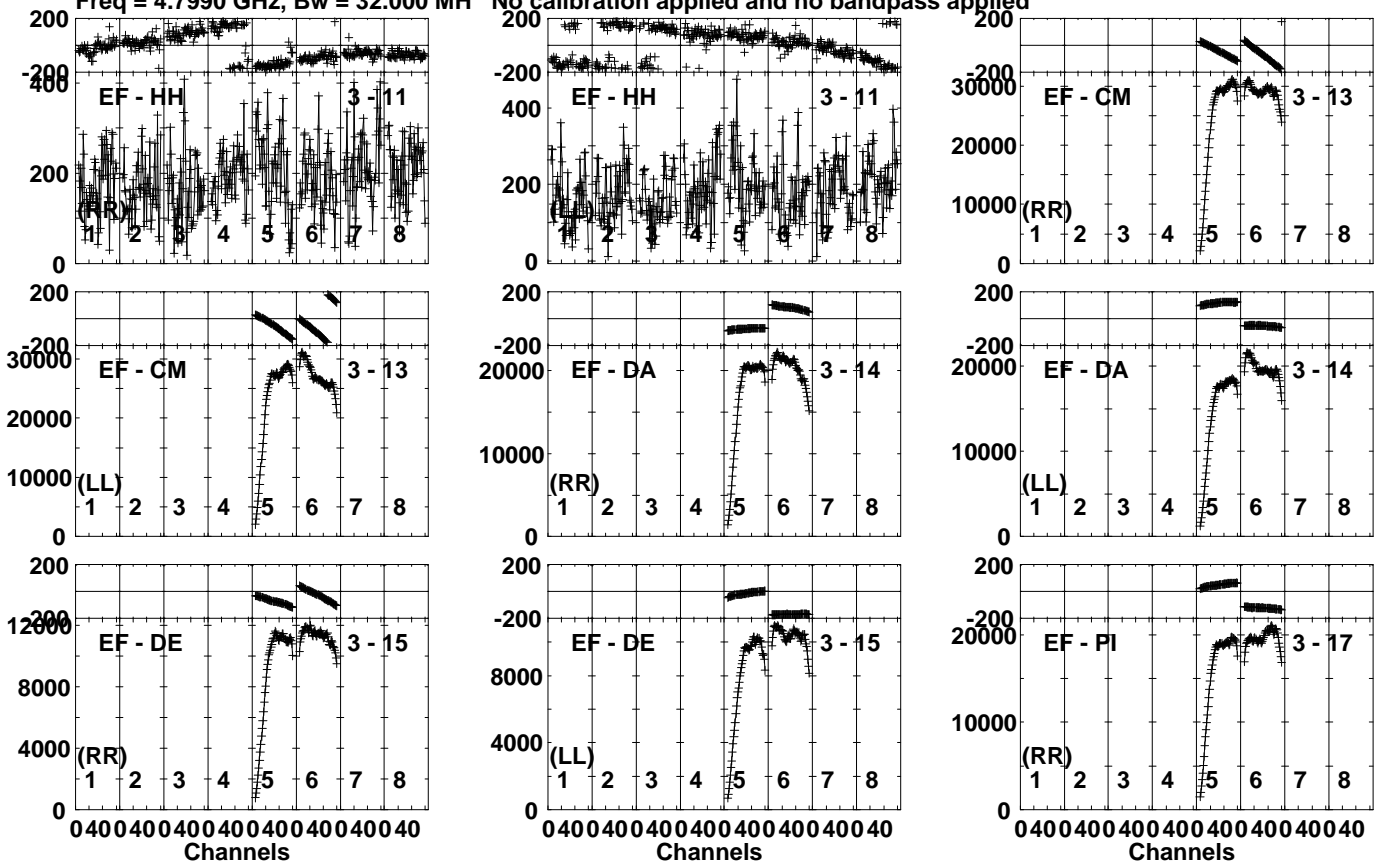 Freq = 4.7990 GHz, Bw = 32.000 MH No calibration applied and no bandpass applied
200
-200
400
200
0
EF - HH 3 - 11
(RR)
1 2 3 4 5 6 7 8
200
-200
400
200
0
EF - HH 3 - 11
(LL)
1 2 3 4 5 6 7 8
200
-200
30000
20000
10000
0
EF - CM 3 - 13
(RR)
1 2 3 4 5 6 7 8
200
-200
30000
20000
10000
0
EF - CM 3 - 13
(LL)
1 2 3 4 5 6 7 8
200
-200
20000
10000
0
EF - DA 3 - 14
(RR)
1 2 3 4 5 6 7 8
200
-200
20000
10000
0
EF - DA 3 - 14
(LL)
1 2 3 4 5 6 7 8
200
-200
12000
8000
4000
0
EF - DE 3 - 15
(RR)
1 2 3 4 5 6 7 8
0 40 0 40 0 40 0 40 0 40 0 40 0 40 0 40
Channels
200
-200
8000
4000
0
EF - DE 3 - 15
(LL)
1 2 3 4 5 6 7 8
0 40 0 40 0 40 0 40 0 40 0 40 0 40 0 40
Channels
200
-200
20000
10000
0
EF - PI 3 - 17
(RR)
1 2 3 4 5 6 7 8
0 40 0 40 0 40 0 40 0 40 0 40 0 40 0 40
Channels